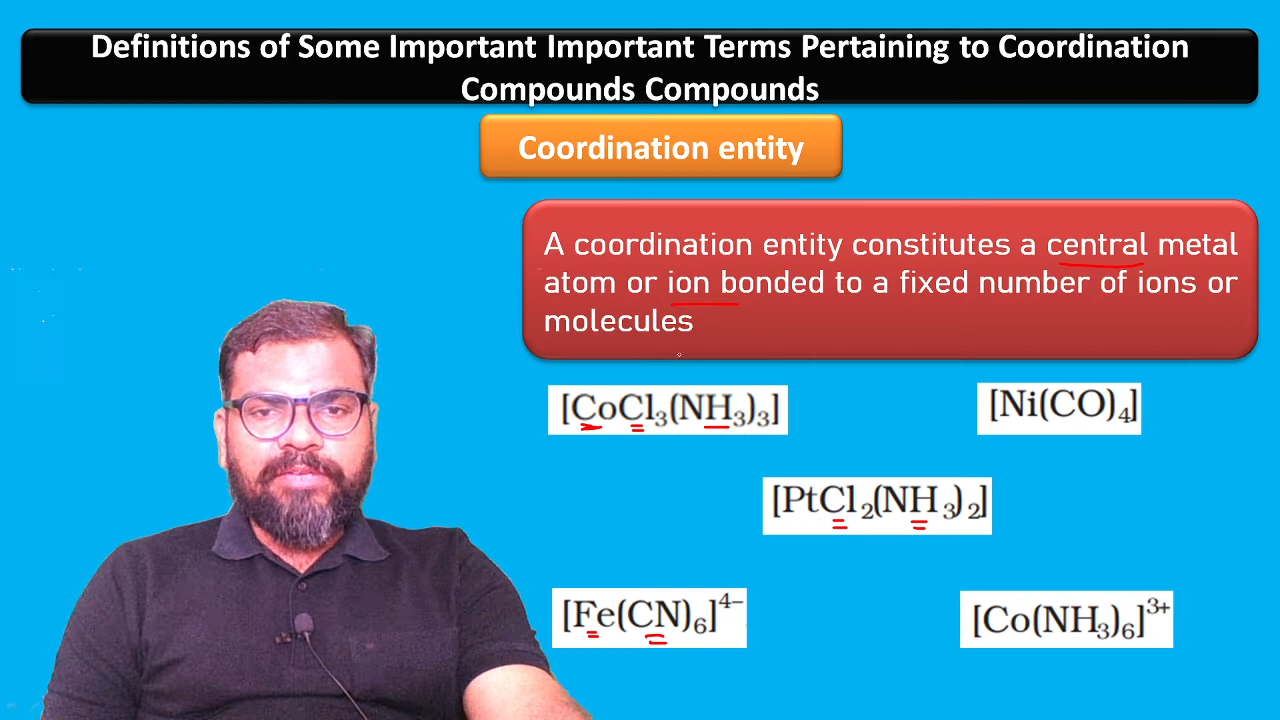 Definitions of Some Important Important Terms Pertaining to Coordination
Compounds Compounds
Coordination entity
A coordination entity constitutes a central metal
atom or ion bonded to a fixed number of ions or
molecules
[CoCl₃(NH₃)₃]
[Ni(CO)₄]
[PtCl₂(NH₃)₂]
[Fe(CN)₆]⁴⁻
[Co(NH₃)₆]³⁺